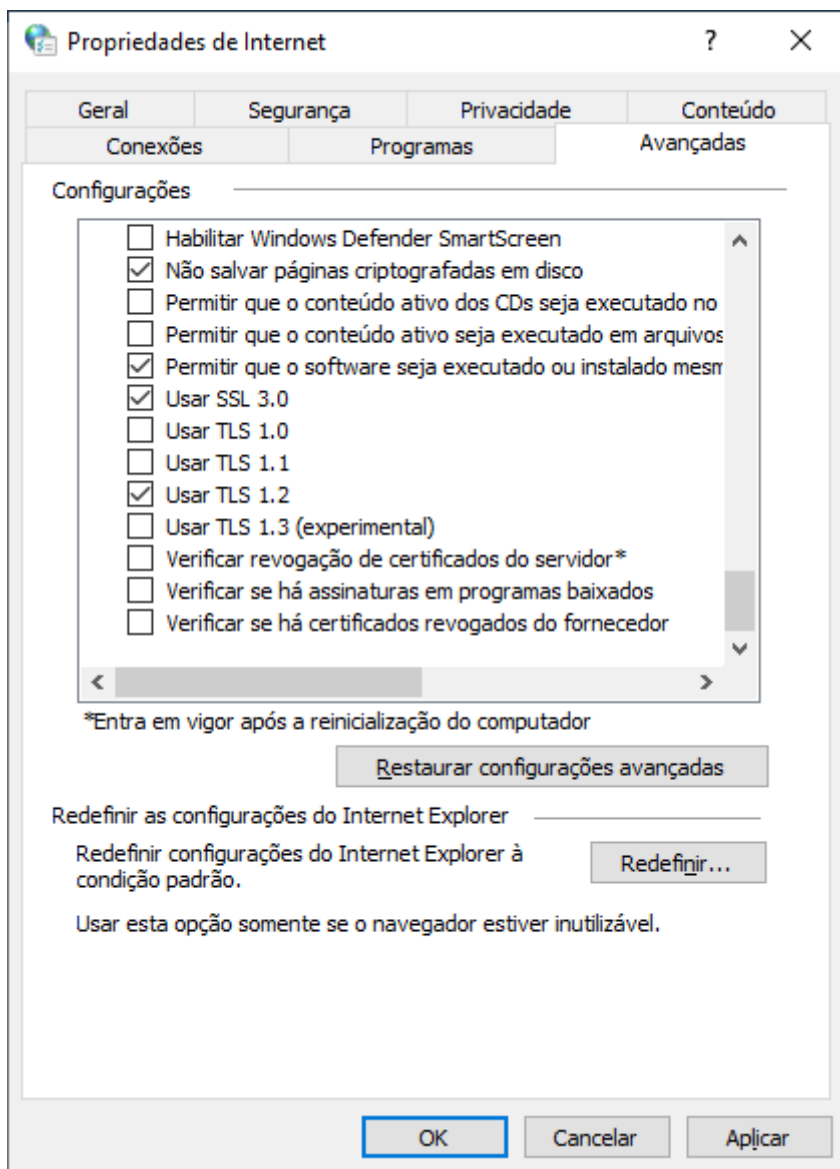 Propriedades de Internet
?
Geral
Segurança
Privacidade
Conteúdo
Conexões
Programas
Avançadas
Configurações
Habilitar Windows Defender SmartScreen
Não salvar páginas criptografadas em disco
Permitir que o conteúdo ativo dos CDs seja executado no
Permitir que o conteúdo ativo seja executado em arquivos
Permitir que o software seja executado ou instalado mesm
Usar SSL 3.0
Usar TLS 1.0
Usar TLS 1.1
Usar TLS 1.2
Usar TLS 1.3 (experimental)
Verificar revogação de certificados do servidor*
Verificar se há assinaturas em programas baixados
Verificar se há certificados revogados do fornecedor
*Entra em vigor após a reinicialização do computador
Restaurar configurações avançadas
Redefinir as configurações do Internet Explorer
Redefinir configurações do Internet Explorer à
condição padrão.
Redefinir...
Usar esta opção somente se o navegador estiver inutilizável.
OK
Cancelar
Aplicar